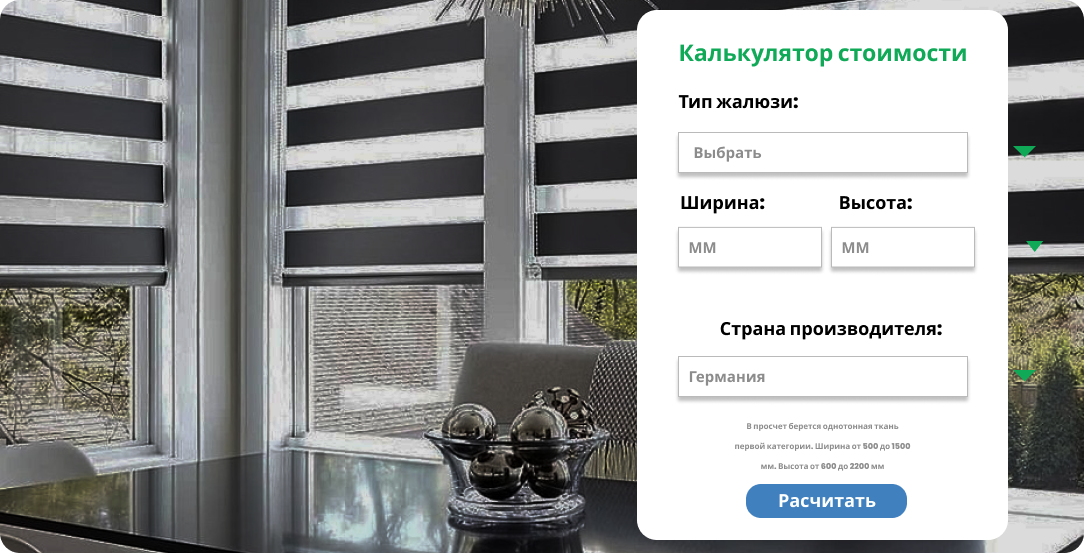 Калькулятор стоимости
Тип жалюзи:
Выбрать
Ширина: Высота:
ММ ММ
Страна производителя:
Германия
В просчет берется однотонная ткань
первой категории. Ширина от 500 до 1500
мм. Высота от 600 до 2200 мм
Расчитать